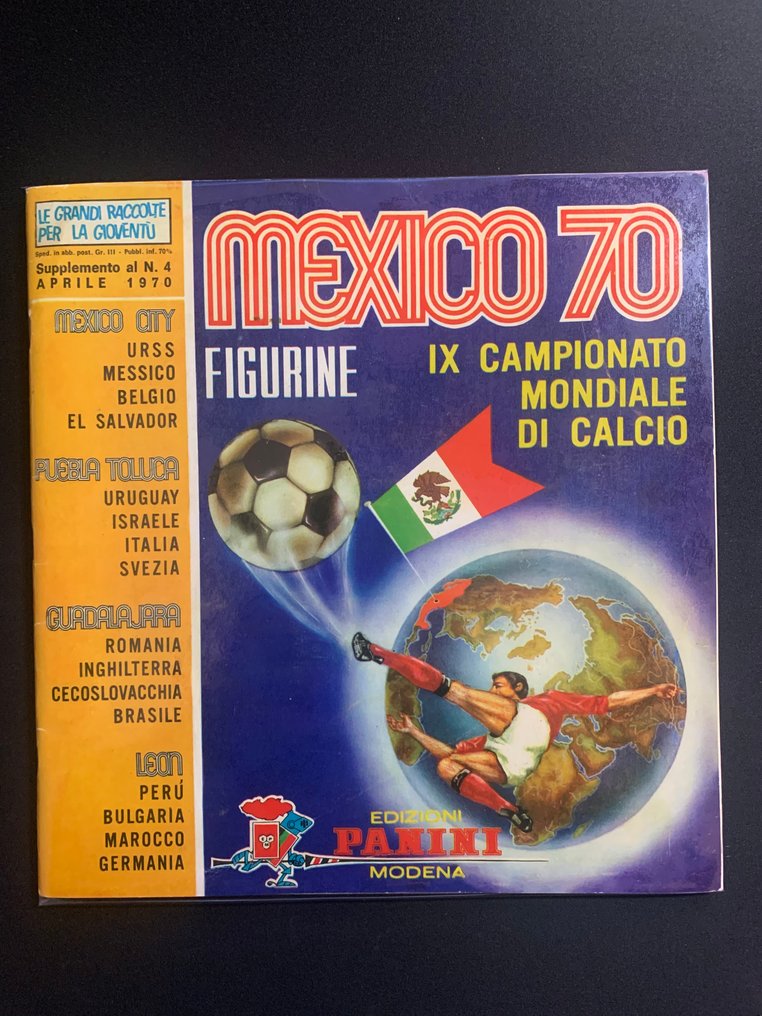 LE GRANDI RACCOLTE
PER LA GIOVENTÙ
Sped. in abb. post. Gr. III - Pubbl. inf. 70%
Supplemento al N. 4
APRILE 1970
MEXICO CITY
URSS
MESSICO
BELGIO
EL SALVADOR
PUEBLA TOLUCA
URUGUAY
ISRAELE
ITALIA
SVEZIA
GUADALAJARA
ROMANIA
INGHILTERRA
CECOSLOVACCHIA
BRASILE
LEON
PERÚ
BULGARIA
MAROCCO
GERMANIA
MEXICO 70
FIGURINE
IX CAMPIONATO
MONDIALE
DI CALCIO
EDIZIONI
PANINI
MODENA